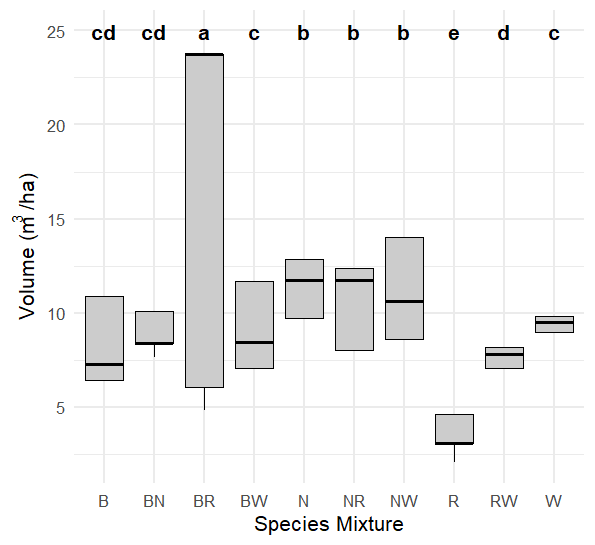 25
20
15
10
5
cd cd a c b b b e d c
B BN BR BW N NR NW R RW W
Species Mixture
Volume (m³/ha)